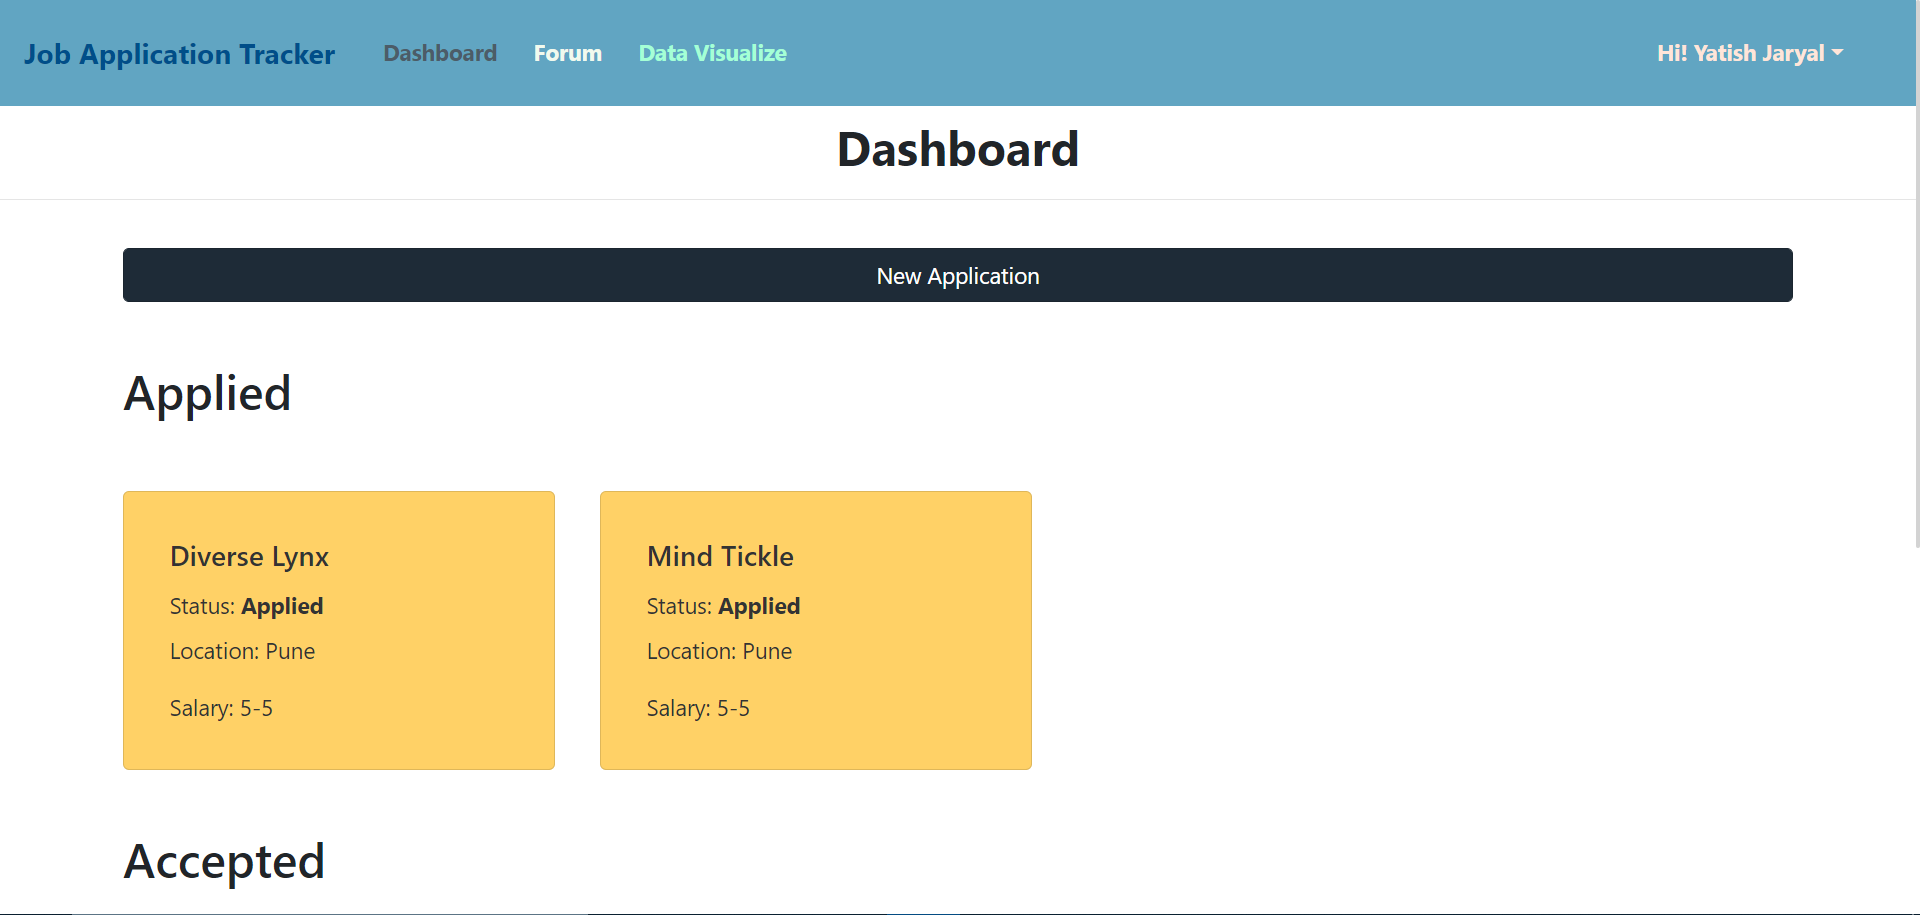 Job Application Tracker Dashboard Forum Data Visualize Hi! Yatish Jaryal
Dashboard
New Application
Applied
Diverse Lynx
Status: Applied
Location: Pune
Salary: 5-5
Mind Tickle
Status: Applied
Location: Pune
Salary: 5-5
Accepted